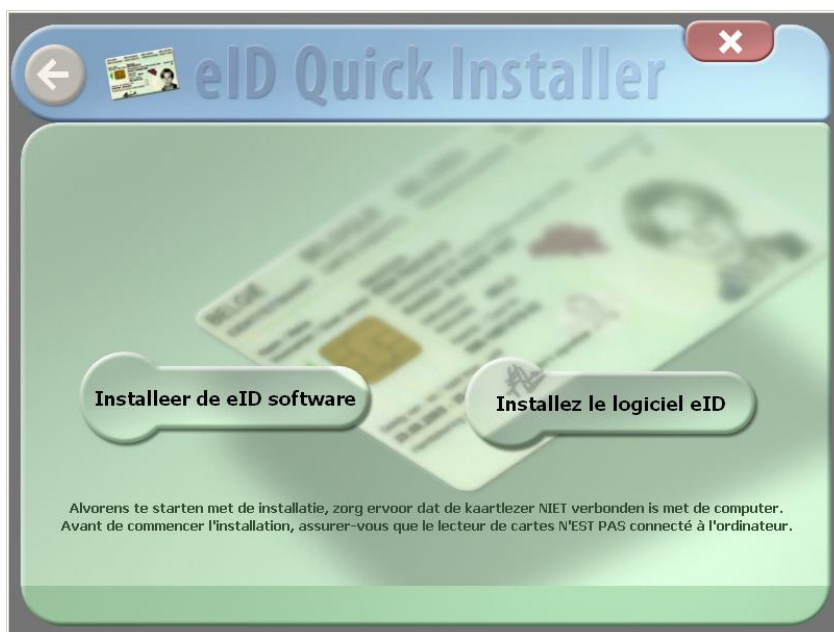 eID Quick Installer
Installeer de eID software
Installez le logiciel eID
Alvorens te starten met de installatie, zorg ervoor dat de kaartlezer NIET verbonden is met de computer.
Avant de commencer l'installation, assurer-vous que le lecteur de cartes N'EST PAS connecté à l'ordinateur.